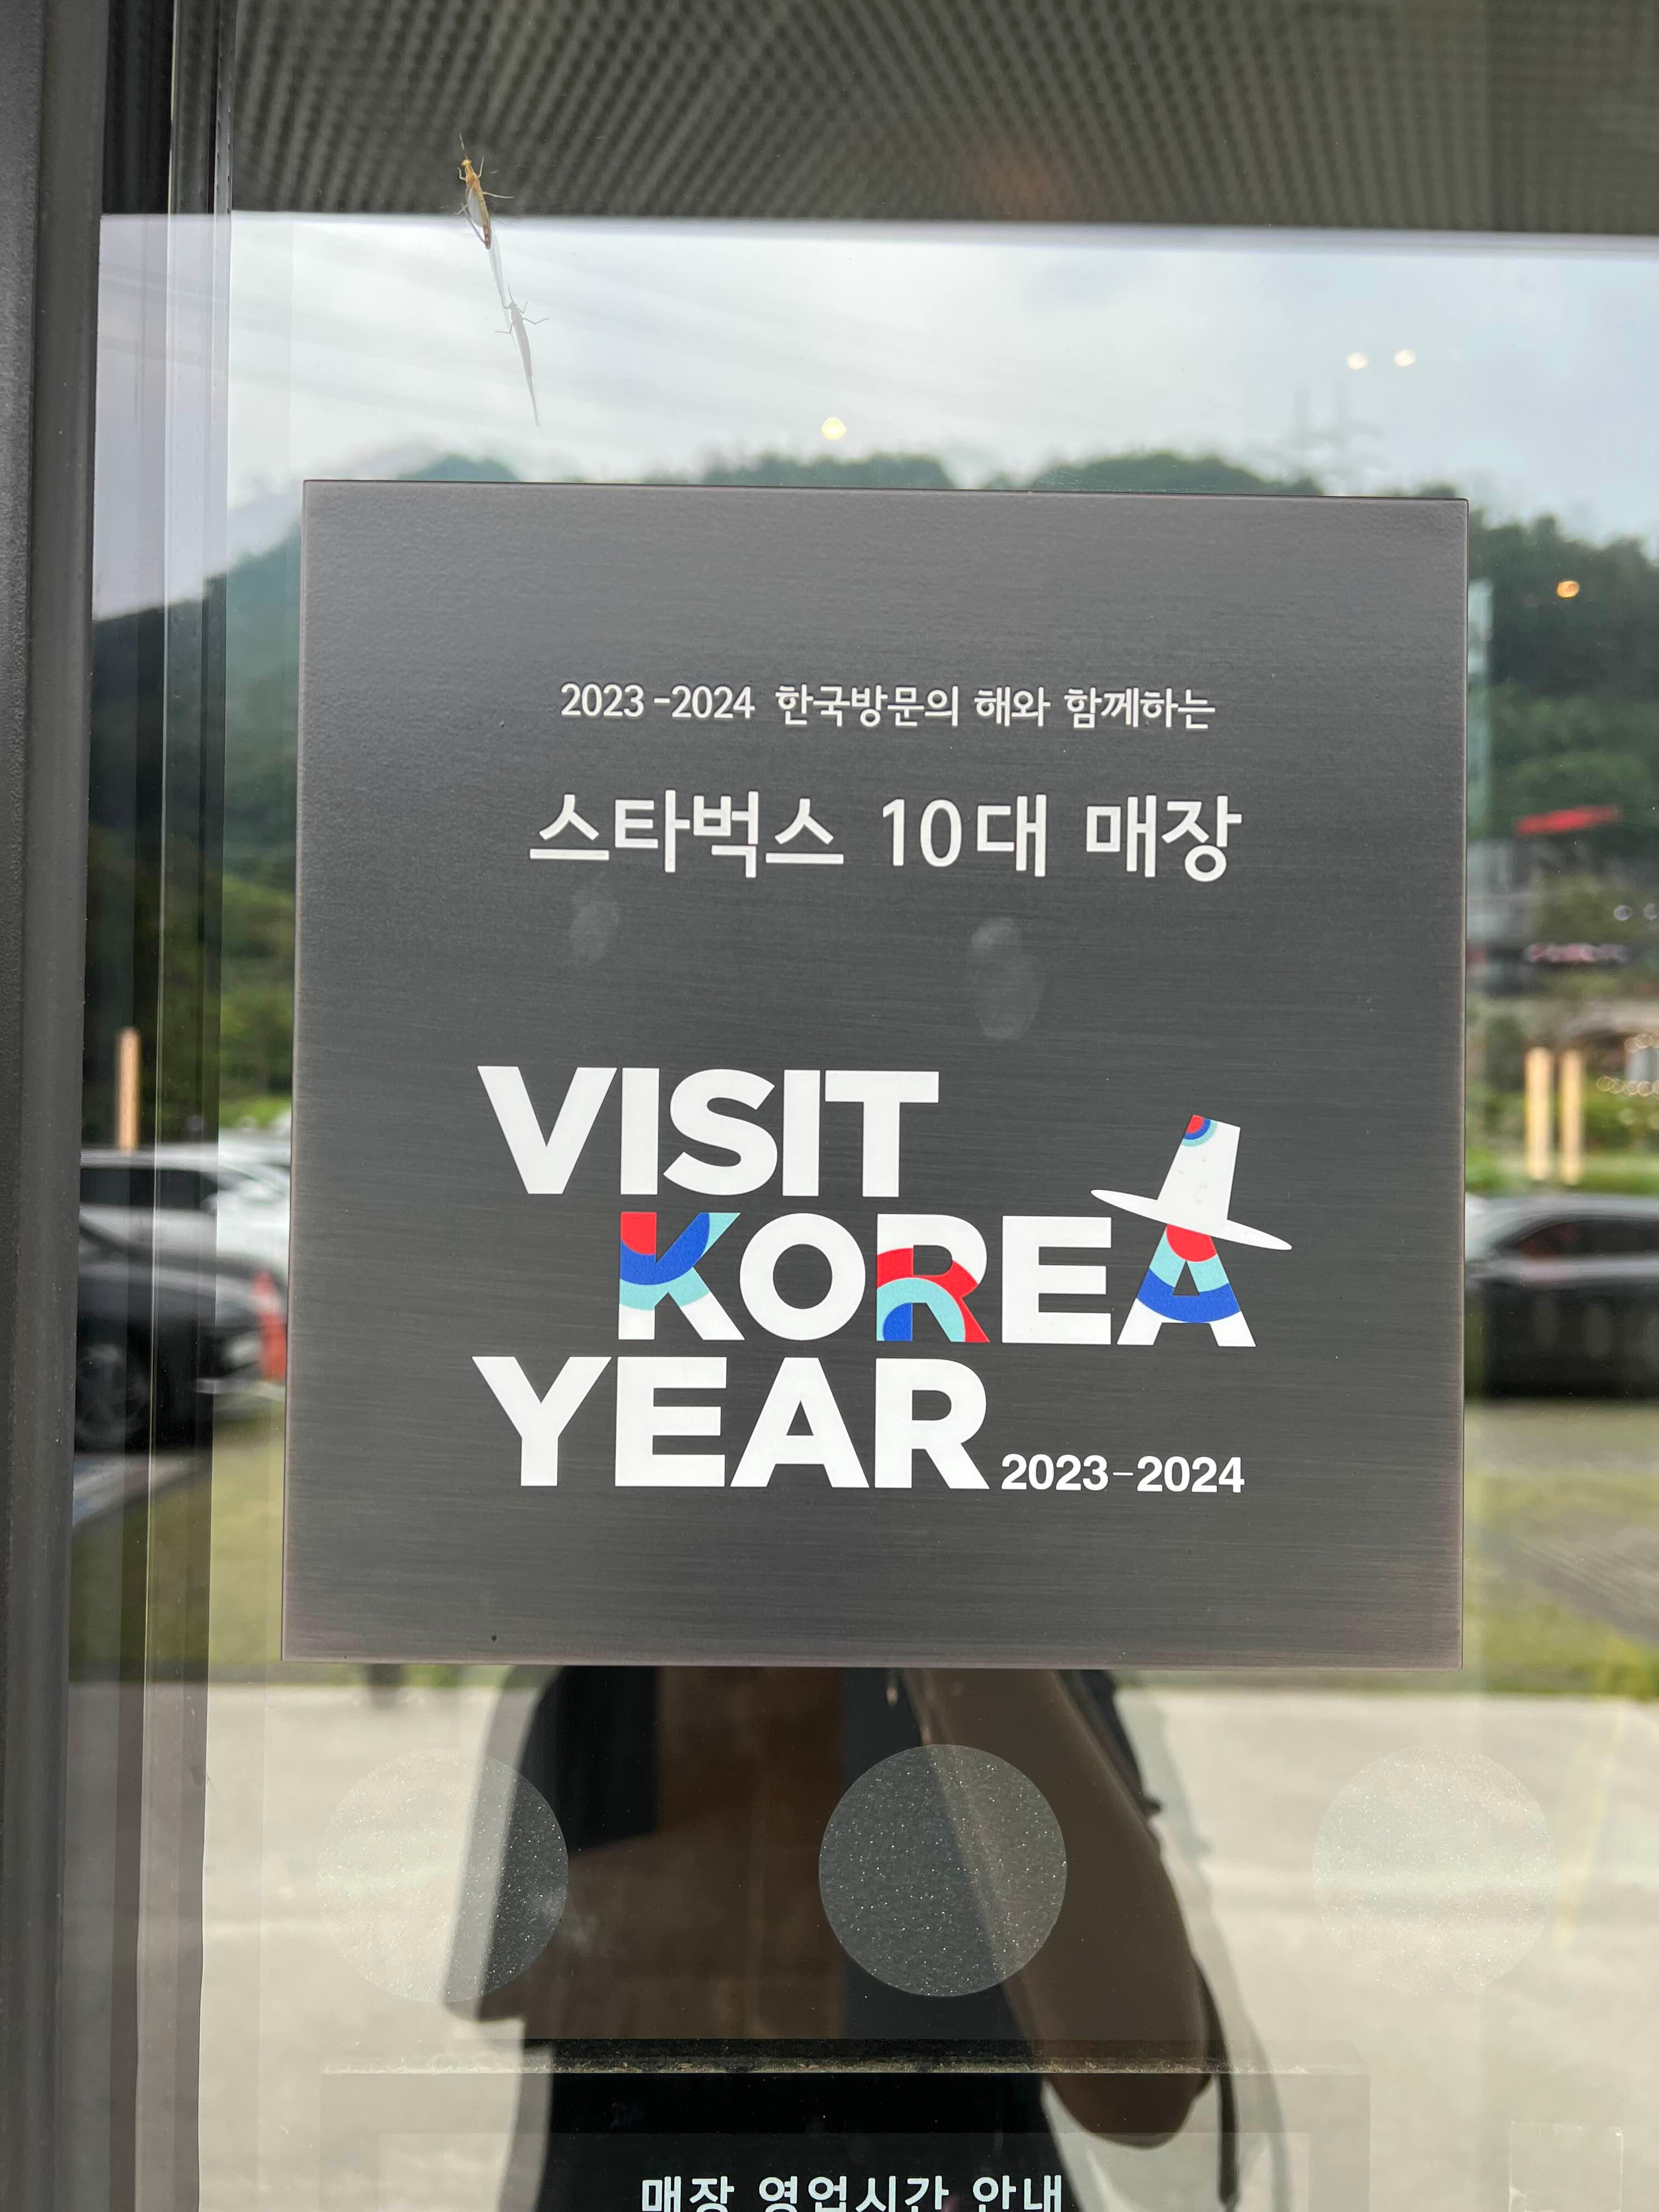 2023-2024 한국방문의 해와 함께하는
스타벅스 10대 매장
VISIT
KOREA
YEAR 2023-2024
매장 영업시간 안내